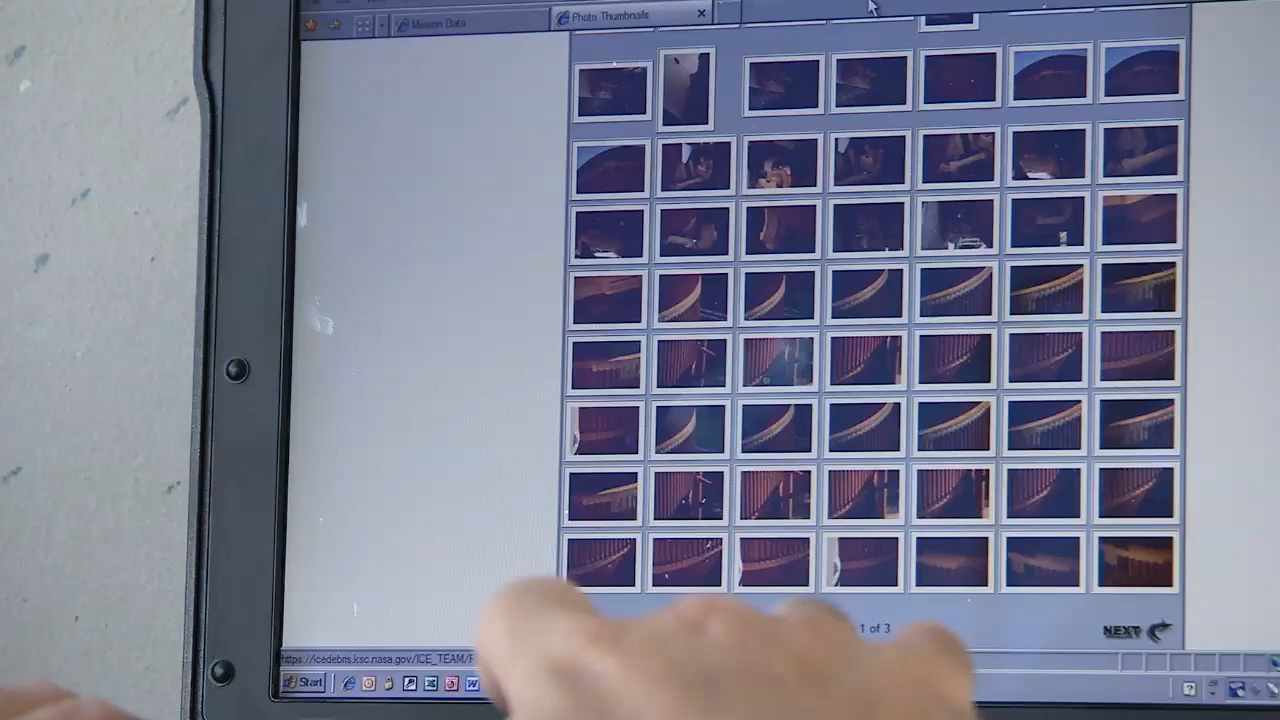 Mission Data
Photo Thumbnails
1 of 3
NEXT
https://icedebris.ksc.nasa.gov/ICE_TEAM/
Start